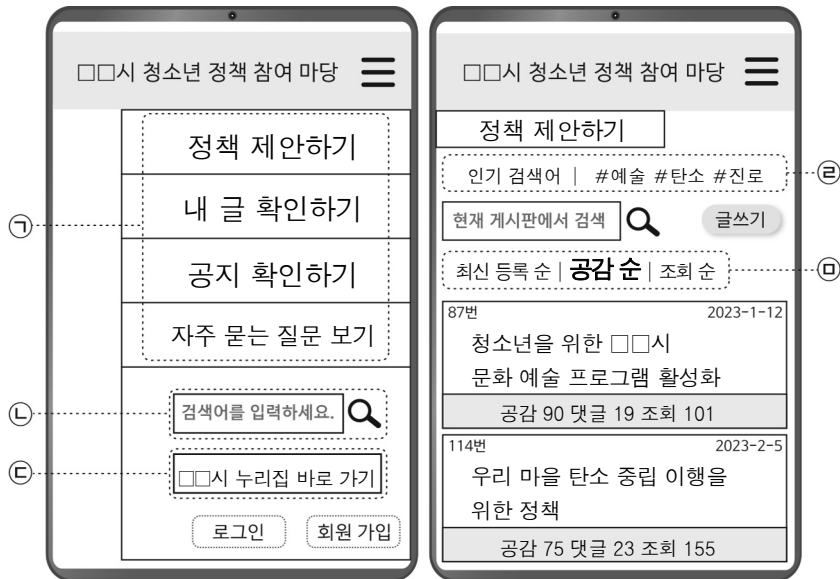 □□시 청소년 정책 참여 마당
정책 제안하기
내 글 확인하기
㉠
공지 확인하기
자주 묻는 질문 보기
㉡
검색어를 입력하세요.
㉢
□□시 누리집 바로 가기
로그인
회원 가입
□□시 청소년 정책 참여 마당
정책 제안하기
인기 검색어 | #예술 #탄소 #진로
㉣
현재 게시판에서 검색
글쓰기
최신 등록 순 | 공감 순 | 조회 순
㉤
87번 2023-1-12
청소년을 위한 □□시
문화 예술 프로그램 활성화
공감 90 댓글 19 조회 101
114번 2023-2-5
우리 마을 탄소 중립 이행을
위한 정책
공감 75 댓글 23 조회 155